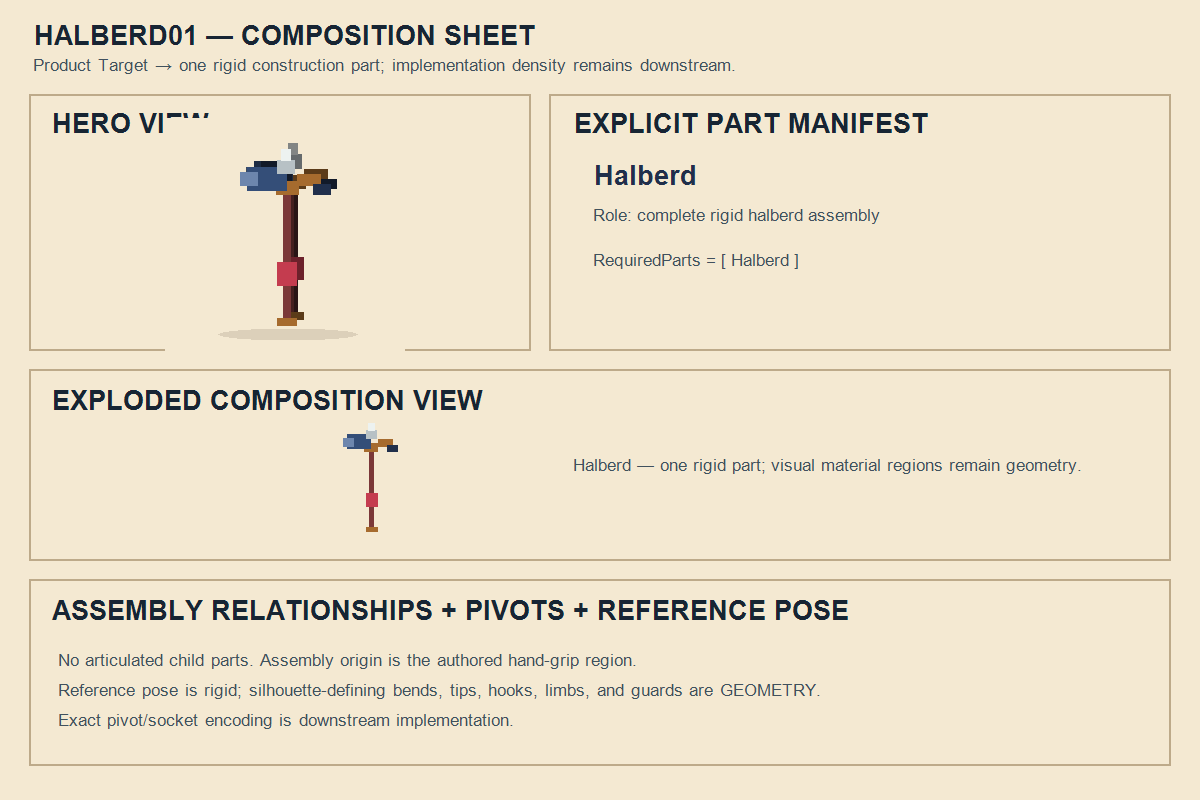 HALBERD01 — COMPOSITION SHEET
Product Target → one rigid construction part; implementation density remains downstream.
HERO VIEW
EXPLICIT PART MANIFEST
Halberd
Role: complete rigid halberd assembly
RequiredParts = [ Halberd ]
EXPLODED COMPOSITION VIEW
Halberd — one rigid part; visual material regions remain geometry.
ASSEMBLY RELATIONSHIPS + PIVOTS + REFERENCE POSE
No articulated child parts. Assembly origin is the authored hand-grip region.
Reference pose is rigid; silhouette-defining bends, tips, hooks, limbs, and guards are GEOMETRY.
Exact pivot/socket encoding is downstream implementation.